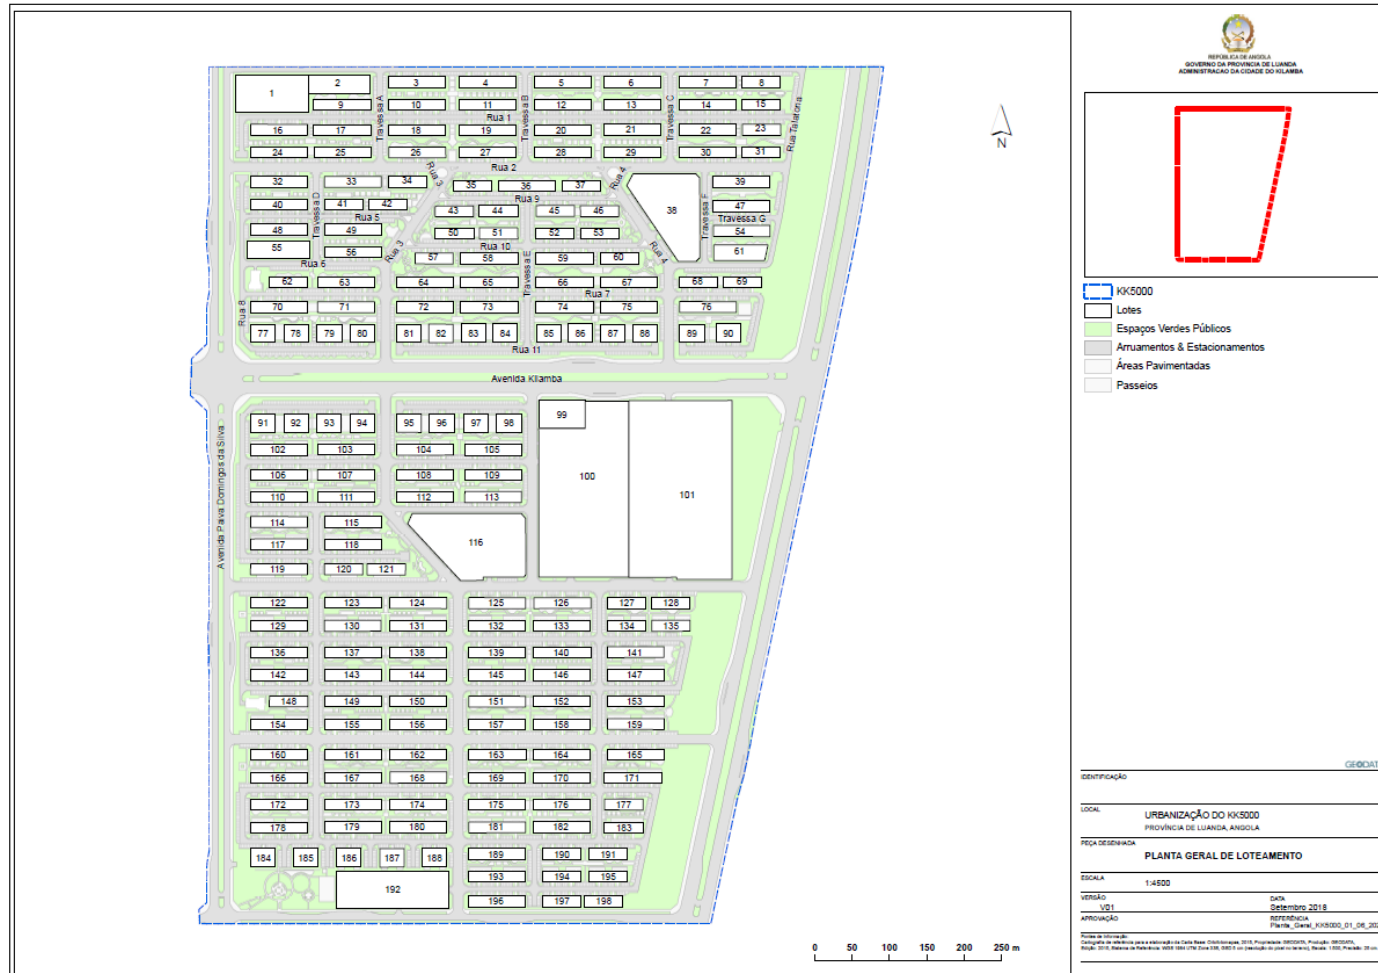 REPÚBLICA DE ANGOLA
GOVERNO DA PROVINCIA DE LUANDA
ADMINISTRACAO DA CIDADE DO KILAMBA
N
KK5000
Lotes
Espaços Verdes Públicos
Arruamentos & Estacionamentos
Áreas Pavimentadas
Passeios
1 2 3 4 5 6 7 8
9 10 11 12 13 14 15
Rua 1
Travessa A
Travessa B
Travessa C
Rua Talatona
16 17 18 19 20 21 22 23
24 25 26 27 28 29 30 31
Rua 2
Rua 3
Rua 4
32 33 34 35 36 37 38 39
Rua 9
40 41 42 43 44 45 46 47
Travessa D
Rua 5
Travessa F
Travessa G
48 49 50 51 52 53 54
Rua 3
Rua 10
Rua 4
55 56 57 58 59 60 61
Rua 6
Travessa E
62 63 64 65 66 67 68 69
Rua 7
Rua 8
70 71 72 73 74 75 76
77 78 79 80 81 82 83 84 85 86 87 88 89 90
Rua 11
Avenida Kilamba
Avenida Paiva Domingos da Silva
91 92 93 94 95 96 97 98 99
102 103 104 105
106 107 108 109 100 101
110 111 112 113
114 115 116
117 118
119 120 121
122 123 124 125 126 127 128
129 130 131 132 133 134 135
136 137 138 139 140 141
142 143 144 145 146 147
148 149 150 151 152 153
154 155 156 157 158 159
160 161 162 163 164 165
166 167 168 169 170 171
172 173 174 175 176 177
178 179 180 181 182 183
184 185 186 187 188 189 190 191
192 193 194 195
196 197 198
0 50 100 150 200 250 m
GEODAT
IDENTIFICAÇÃO
LOCAL
URBANIZAÇÃO DO KK5000
PROVÍNCIA DE LUANDA, ANGOLA
PEÇA DESENHADA
PLANTA GERAL DE LOTEAMENTO
ESCALA
1:4500
VERSÃO
V01
DATA
Setembro 2018
APROVAÇÃO
REFERÊNCIA
Planta_Geral_KK5000_01_06_202
Fontes de Informação: